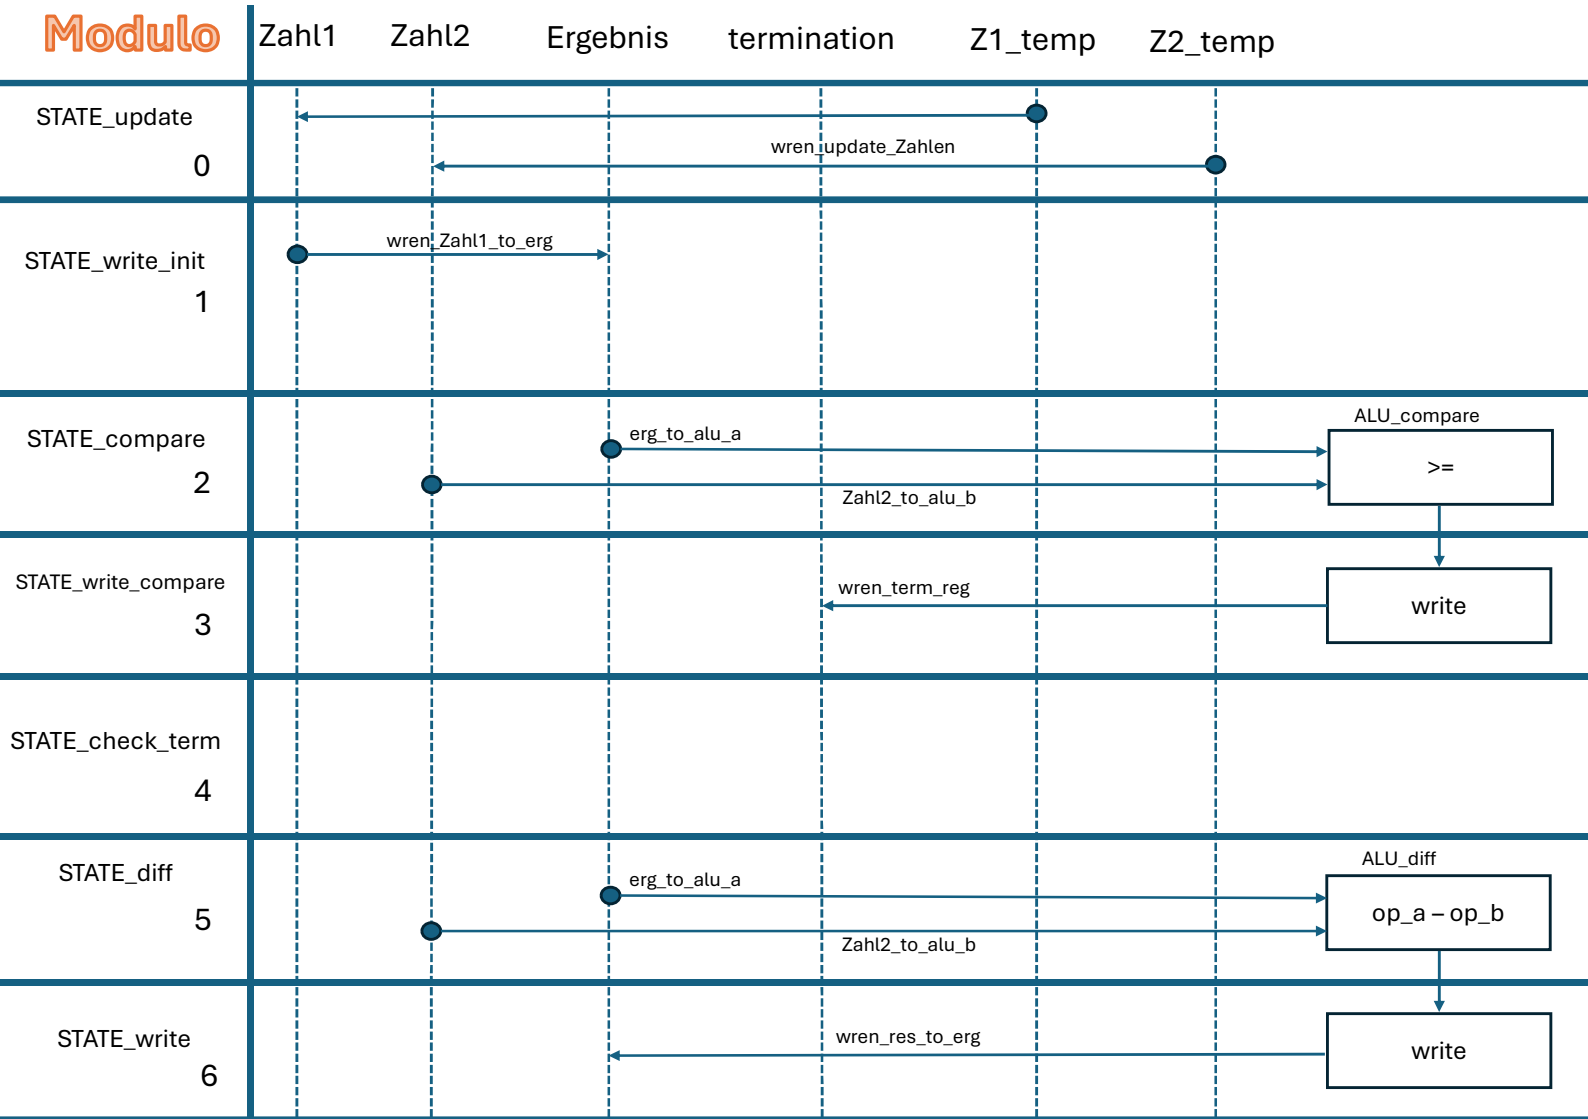 Modulo
Zahl1
Zahl2
Ergebnis
termination
Z1_temp
Z2_temp
STATE_update
0
wren_update_Zahlen
STATE_write_init
1
wren_Zahl1_to_erg
STATE_compare
2
erg_to_alu_a
Zahl2_to_alu_b
ALU_compare
>=
STATE_write_compare
3
wren_term_reg
write
STATE_check_term
4
STATE_diff
5
erg_to_alu_a
Zahl2_to_alu_b
ALU_diff
op_a – op_b
STATE_write
6
wren_res_to_erg
write